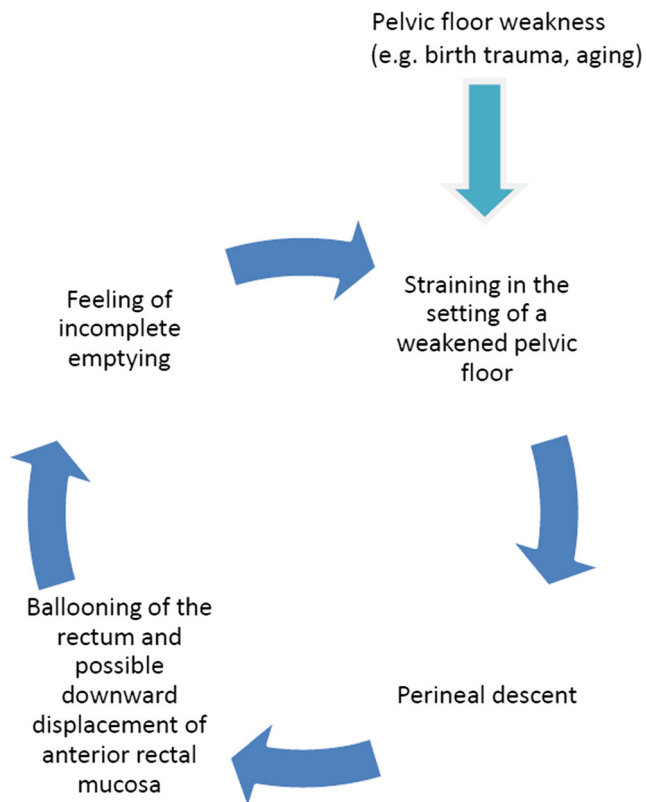 Pelvic floor weakness
(e.g. birth trauma, aging)
Straining in the
setting of a
weakened pelvic
floor
Perineal descent
Ballooning of the
rectum and
possible
downward
displacement of
anterior rectal
mucosa
Feeling of
incomplete
emptying